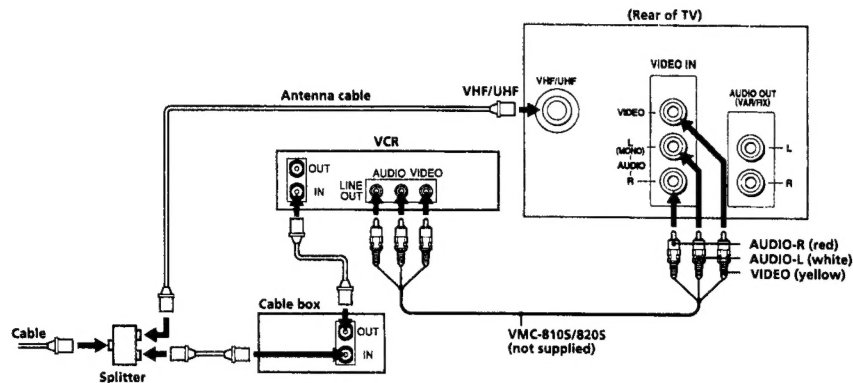 (Rear of TV)
VIDEO IN
VHF/UHF
AUDIO OUT
(VAR/FIX)
VIDEO
L
(MONO)
AUDIO
R
L
R
Antenna cable
VHF/UHF
VCR
OUT
IN
AUDIO VIDEO
LINE
OUT
AUDIO-R (red)
AUDIO-L (white)
VIDEO (yellow)
VMC-810S/820S
(not supplied)
Cable box
OUT
IN
Cable
Splitter